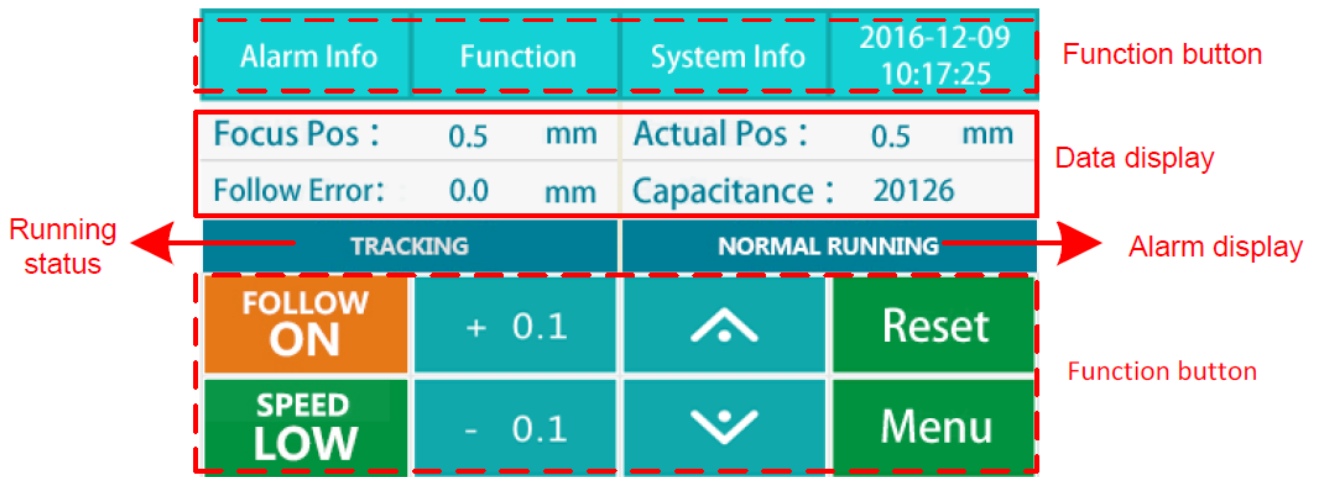 Alarm Info Function System Info 2016-12-09
10:17:25
Function button
Focus Pos : 0.5 mm Actual Pos : 0.5 mm
Follow Error: 0.0 mm Capacitance : 20126
Data display
Running
status
TRACKING NORMAL RUNNING
Alarm display
FOLLOW
ON
+ 0.1
Reset
SPEED
LOW
- 0.1
Menu
Function button